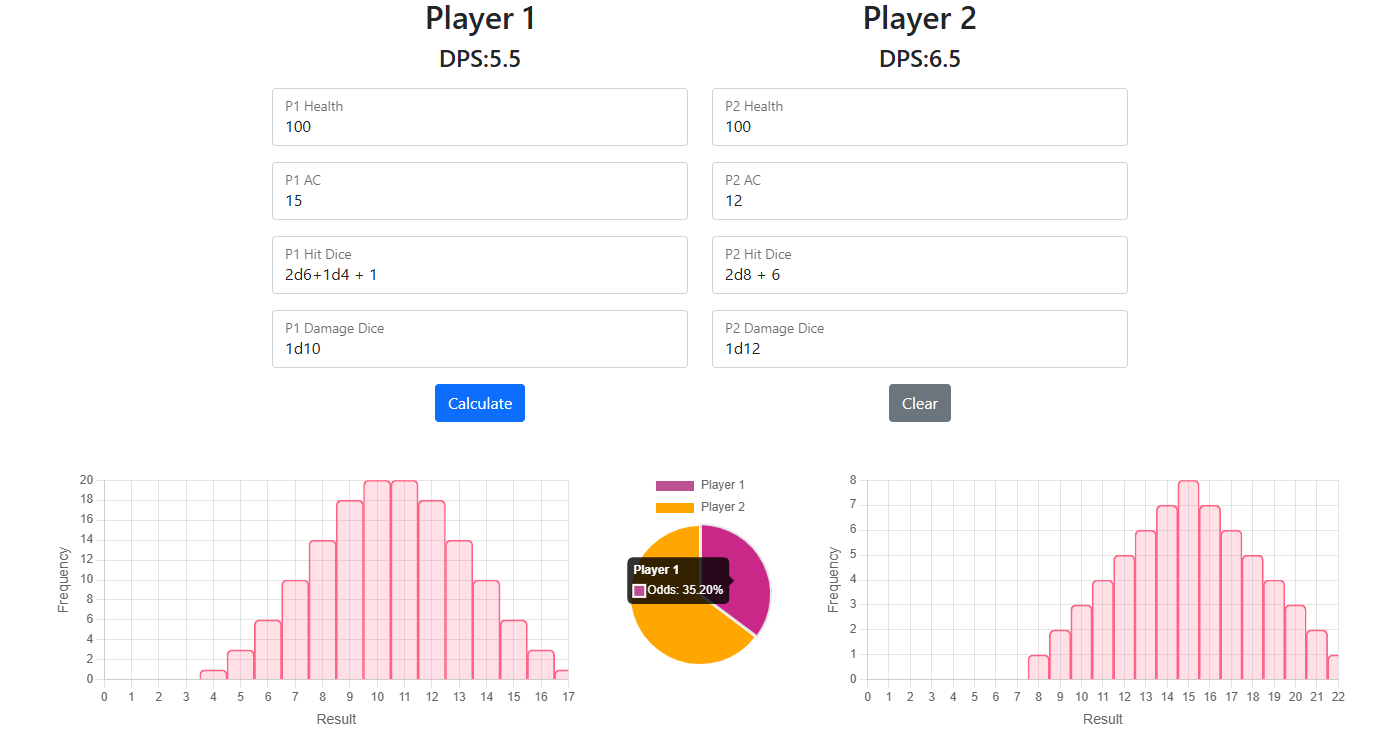 Player 1
DPS:5.5
P1 Health
100
P1 AC
15
P1 Hit Dice
2d6+1d4 + 1
P1 Damage Dice
1d10
Calculate
Player 2
DPS:6.5
P2 Health
100
P2 AC
12
P2 Hit Dice
2d8 + 6
P2 Damage Dice
1d12
Clear
Frequency
20
18
16
14
12
10
8
6
4
2
0
0 1 2 3 4 5 6 7 8 9 10 11 12 13 14 15 16 17
Result
Player 1
Player 2
Player 1
Odds: 35.20%
Frequency
8
7
6
5
4
3
2
1
0
0 1 2 3 4 5 6 7 8 9 10 11 12 13 14 15 16 17 18 19 20 21 22
Result